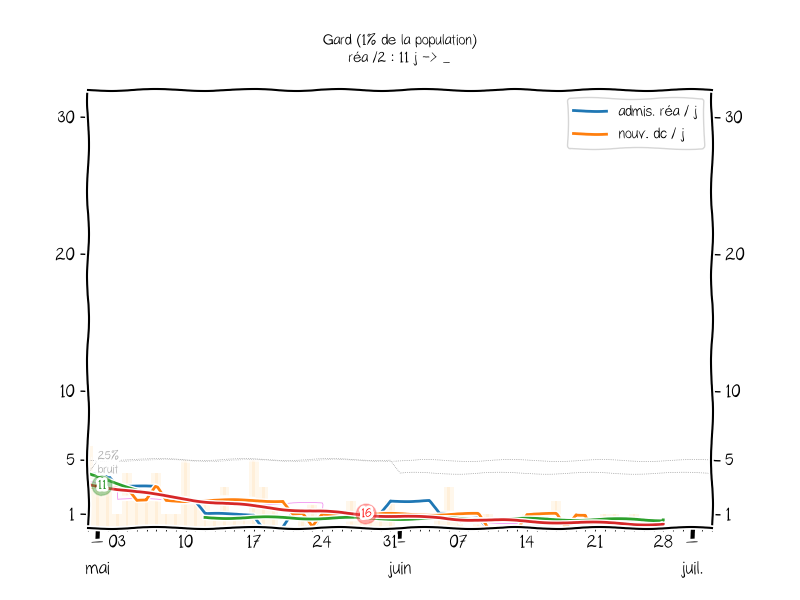 Gard (1% de la population)
réa /2 : 11 j -> _
admis. réa / j
nouv. dc / j
30
30
20
20
10
10
5
5
25%
bruit
11
16
1
1
03 10 17 24 31 07 14 21 28
mai juin juil.